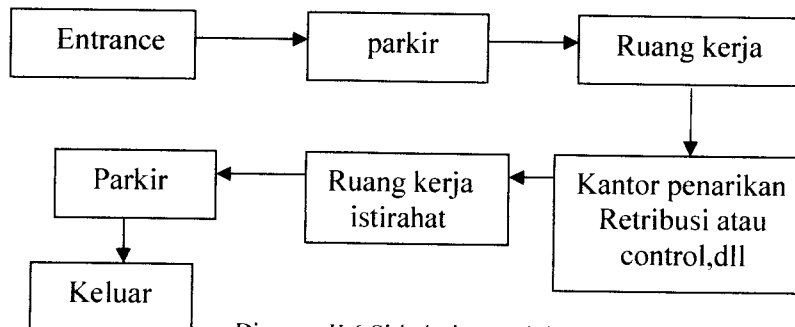 Entrance
parkir
Ruang kerja
Kantor penarikan
Retribusi atau
control,dll
Ruang kerja
istirahat
Parkir
Keluar